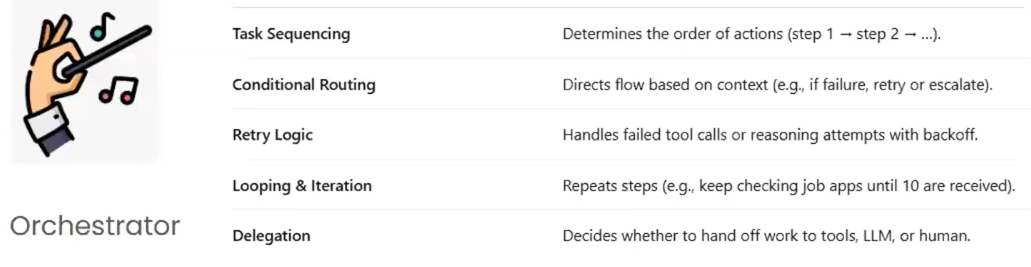 Task Sequencing Determines the order of actions (step 1 → step 2 → ...).
Conditional Routing Directs flow based on context (e.g., if failure, retry or escalate).
Retry Logic Handles failed tool calls or reasoning attempts with backoff.
Looping & Iteration Repeats steps (e.g., keep checking job apps until 10 are received).
Orchestrator
Delegation Decides whether to hand off work to tools, LLM, or human.